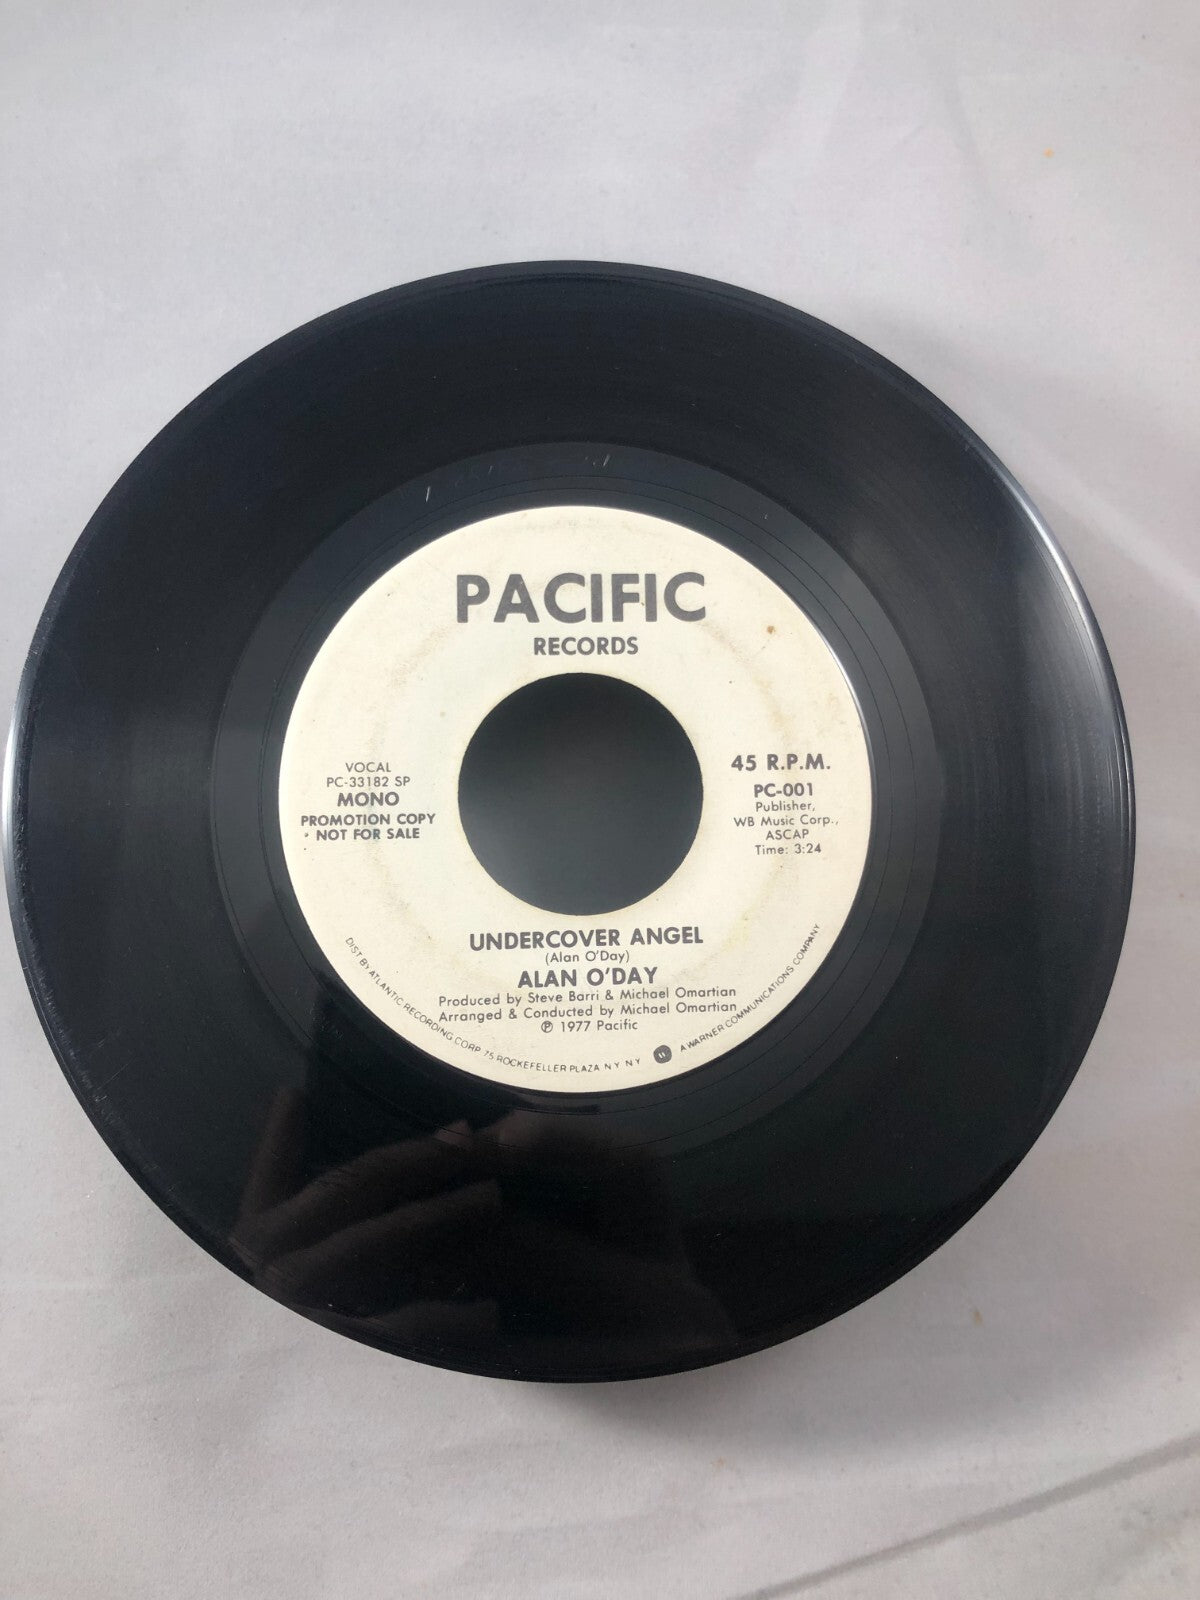 PACIFIC
RECORDS
VOCAL
PC-33182 SP
MONO
PROMOTION COPY
NOT FOR SALE
45 R.P.M.
PC-001
Publisher,
WB Music Corp.,
ASCAP
Time: 3:24
UNDERCOVER ANGEL
(Alan O'Day)
ALAN O'DAY
Produced by Steve Barri & Michael Omartian
Arranged & Conducted by Michael Omartian
℗ 1977 Pacific
DIST BY ATLANTIC RECORDING CORP 75 ROCKEFELLER PLAZA N Y N Y
A WARNER COMMUNICATIONS COMPANY